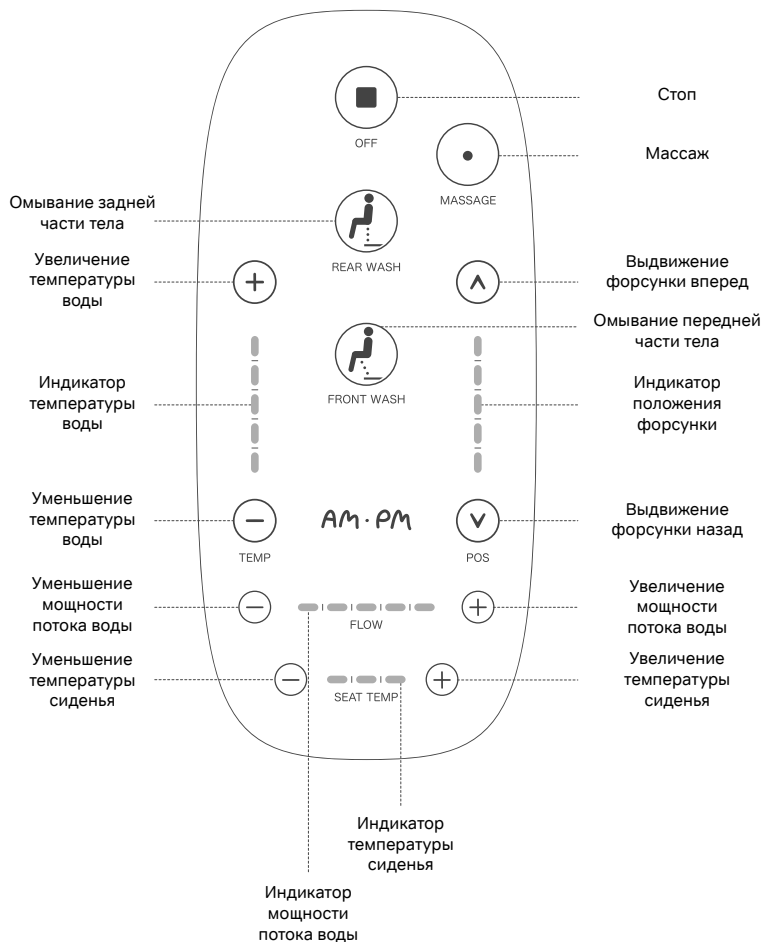 Стоп
OFF
Массаж
MASSAGE
Омывание задней
части тела
REAR WASH
Увеличение
температуры
воды
Выдвижение
форсунки вперед
Омывание передней
части тела
FRONT WASH
Индикатор
температуры
воды
Индикатор
положения
форсунки
Уменьшение
температуры
воды
AM·PM
Выдвижение
форсунки назад
TEMP
POS
Уменьшение
мощности
потока воды
FLOW
Увеличение
мощности
потока воды
Уменьшение
температуры
сиденья
SEAT TEMP
Увеличение
температуры
сиденья
Индикатор
температуры
сиденья
Индикатор
мощности
потока воды